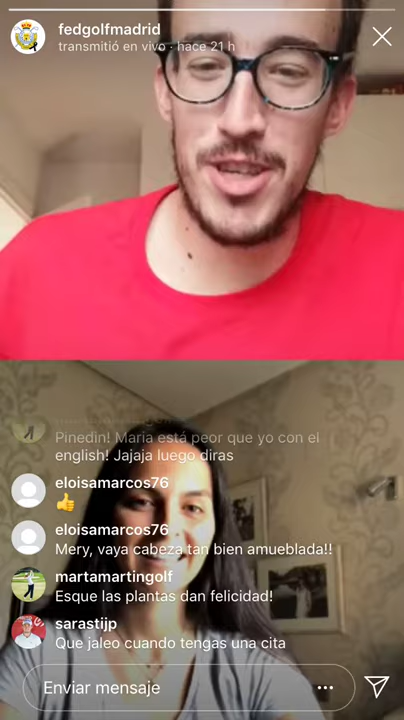 fedgolfmadrid
transmitió en vivo · hace 21 h
Pinedin! Maria está peor que yo con el
english! Jajaja luego diras
eloisamarcos76
👍
eloisamarcos76
Mery, vaya cabeza tan bien amueblada!!
martamartingolf
Esque las plantas dan felicidad!
sarastijp
Que jaleo cuando tengas una cita
Enviar mensaje